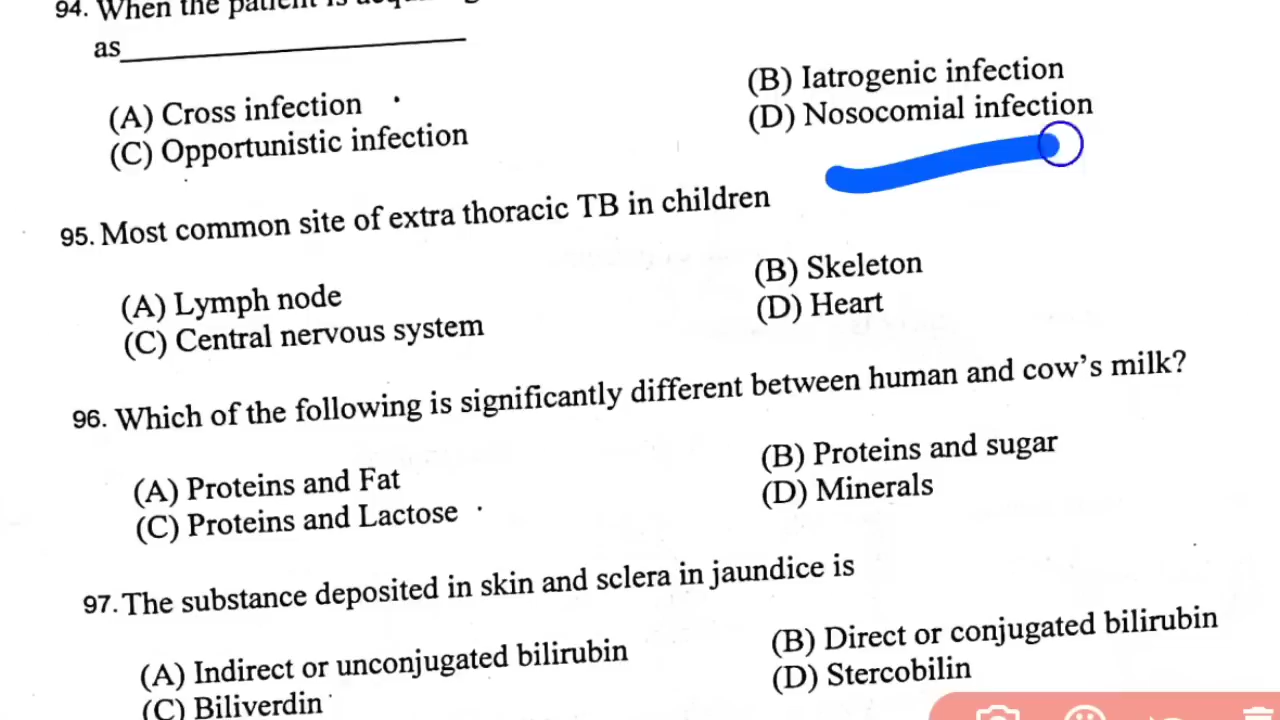 94. When the patient is
as
(A) Cross infection
(B) Iatrogenic infection
(C) Opportunistic infection
(D) Nosocomial infection
95. Most common site of extra thoracic TB in children
(A) Lymph node
(B) Skeleton
(C) Central nervous system
(D) Heart
96. Which of the following is significantly different between human and cow's milk?
(A) Proteins and Fat
(B) Proteins and sugar
(C) Proteins and Lactose
(D) Minerals
97. The substance deposited in skin and sclera in jaundice is
(A) Indirect or unconjugated bilirubin
(B) Direct or conjugated bilirubin
(C) Biliverdin
(D) Stercobilin